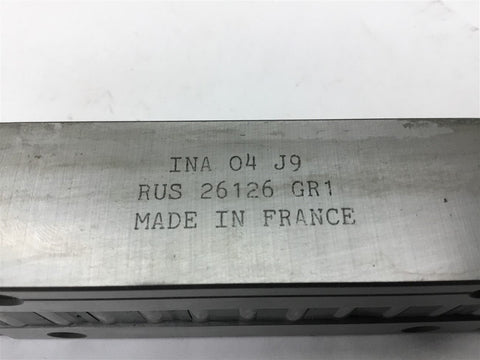 INA 04 J9
RUS 26126 GR1
MADE IN FRANCE